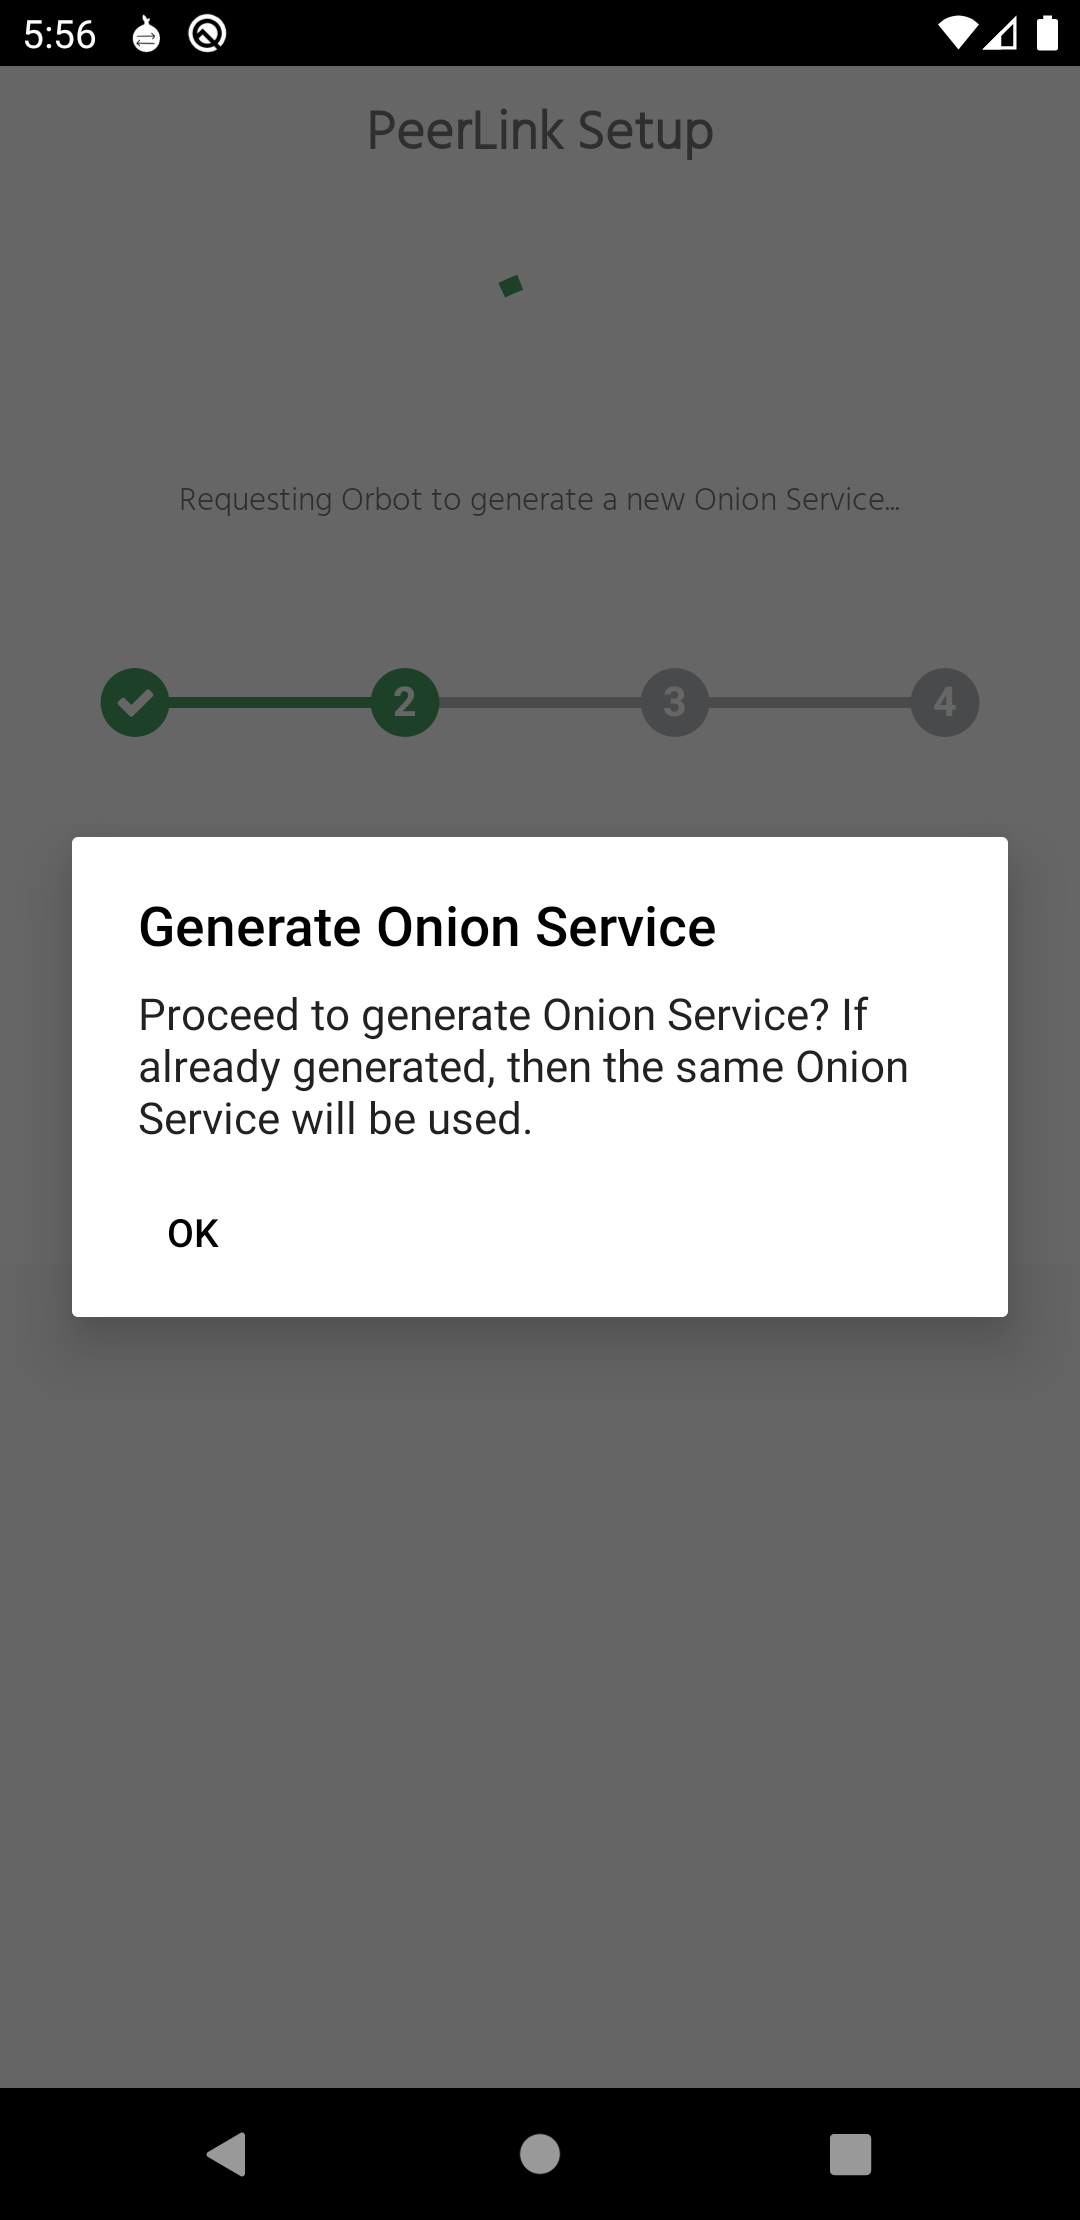 5:56
PeerLink Setup
Requesting Orbot to generate a new Onion Service...
2 3 4
Generate Onion Service
Proceed to generate Onion Service? If
already generated, then the same Onion
Service will be used.
OK